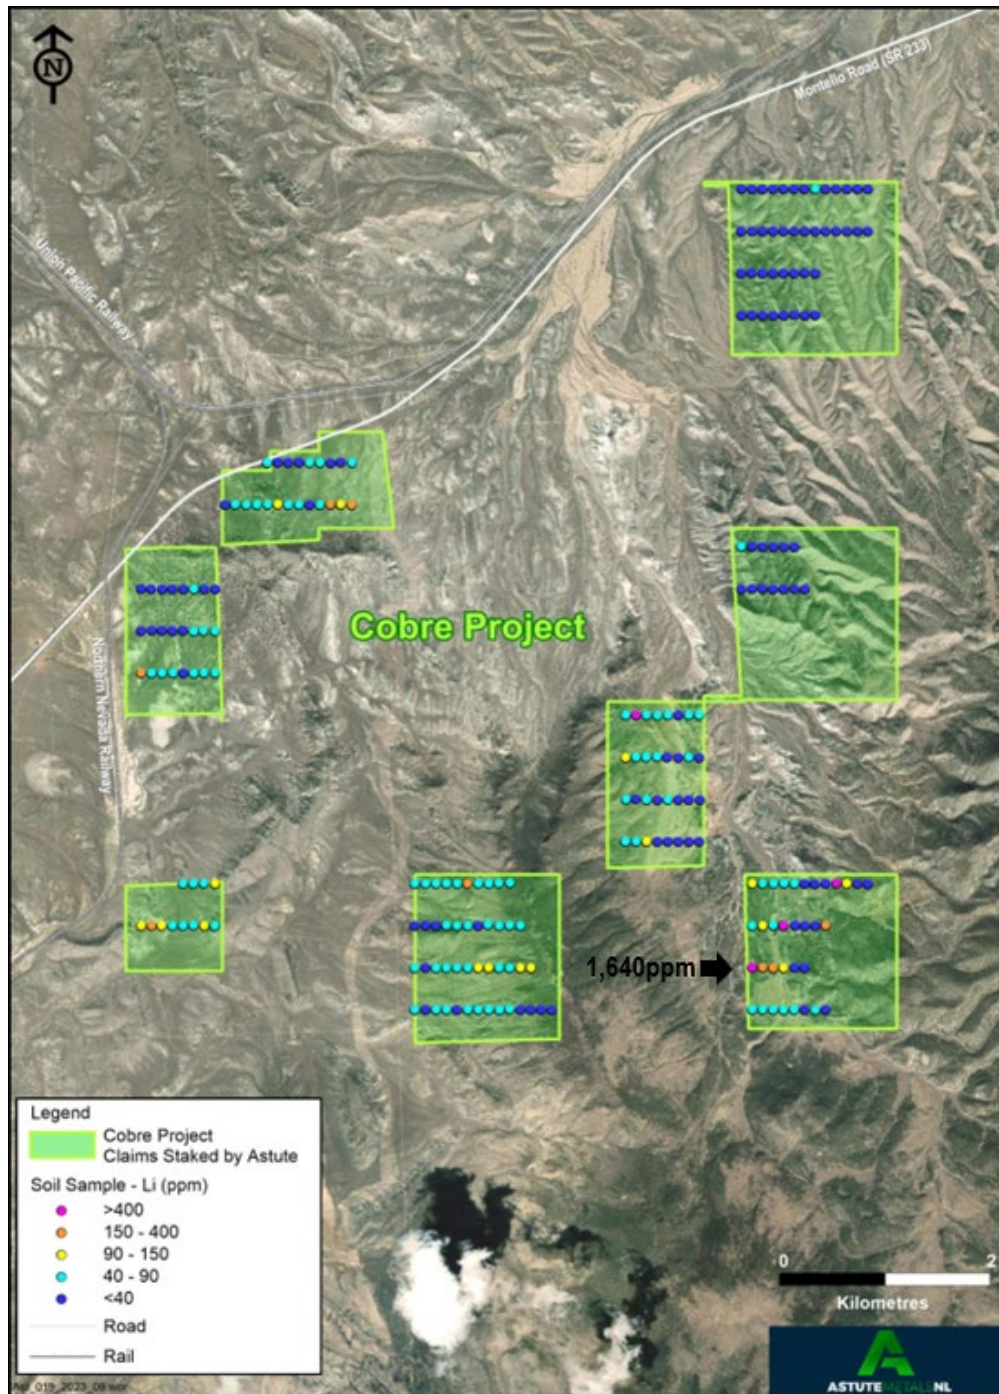 N
Montello Road (SR 233)
Union Pacific Railway
Cobre Project
Northern Nevada Railway
1,640ppm
Legend
Cobre Project
Claims Staked by Astute
Soil Sample - Li (ppm)
>400
150 - 400
90 - 150
40 - 90
<40
Road
Rail
0 2
Kilometres
ASTUTEMETALSNL